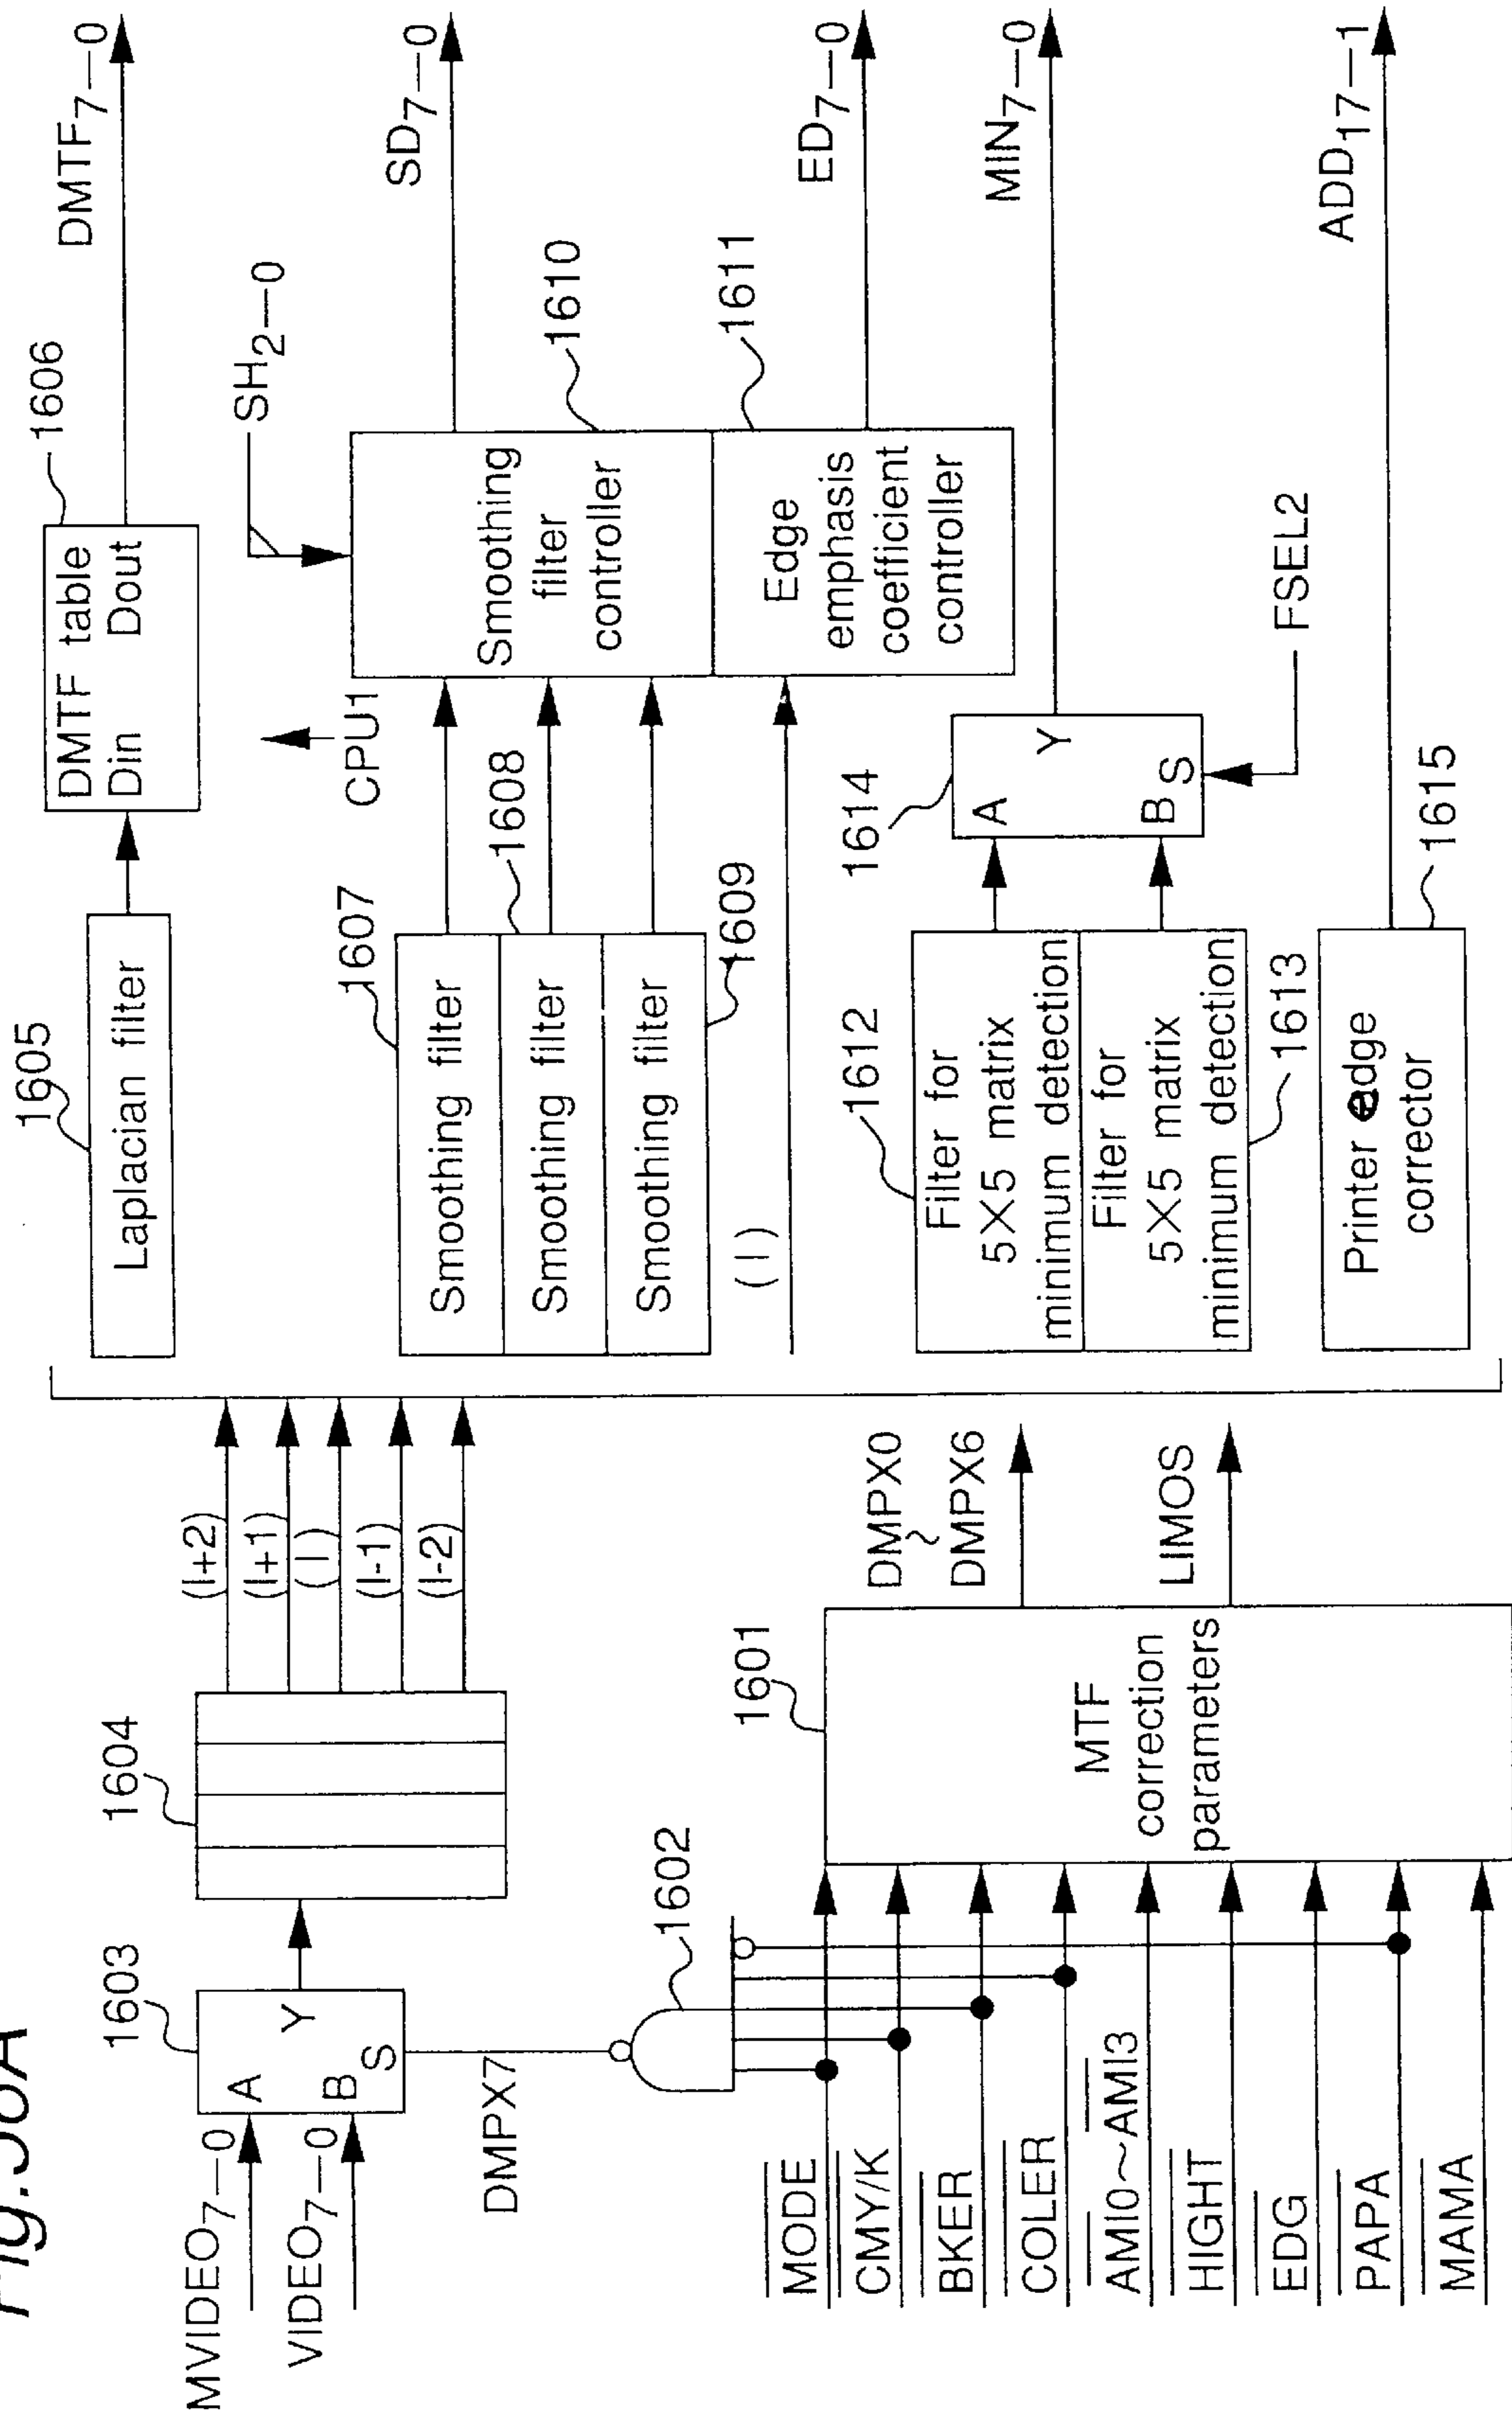 Fig.38A
MVIDEO7-0
VIDEO7-0
1603
A
B
S
Y
DMPX7
1604
(I+2)
(I+1)
(I)
(I-1)
(I-2)
1602
MODE
CMY/K
BKER
COLER
AMI0~AMI3
HIGHT
EDG
PAPA
MAMA
1601
MTF
correction
parameters
DMPX0
~
DMPX6
LIMOS
1605
Laplacian filter
1606
DMTF table
Din Dout
DMTF7-0
CPU1
SH2-0
1607
Smoothing filter
1608
Smoothing filter
1609
Smoothing filter
(I)
1610
Smoothing
filter
controller
SD7-0
1611
Edge
emphasis
coefficient
controller
ED7-0
1612
Filter for
5×5 matrix
minimum detection
Filter for
5×5 matrix
minimum detection
1613
1614
A
B
S
Y
FSEL2
MIN7-0
Printer edge
corrector
1615
ADD17-1